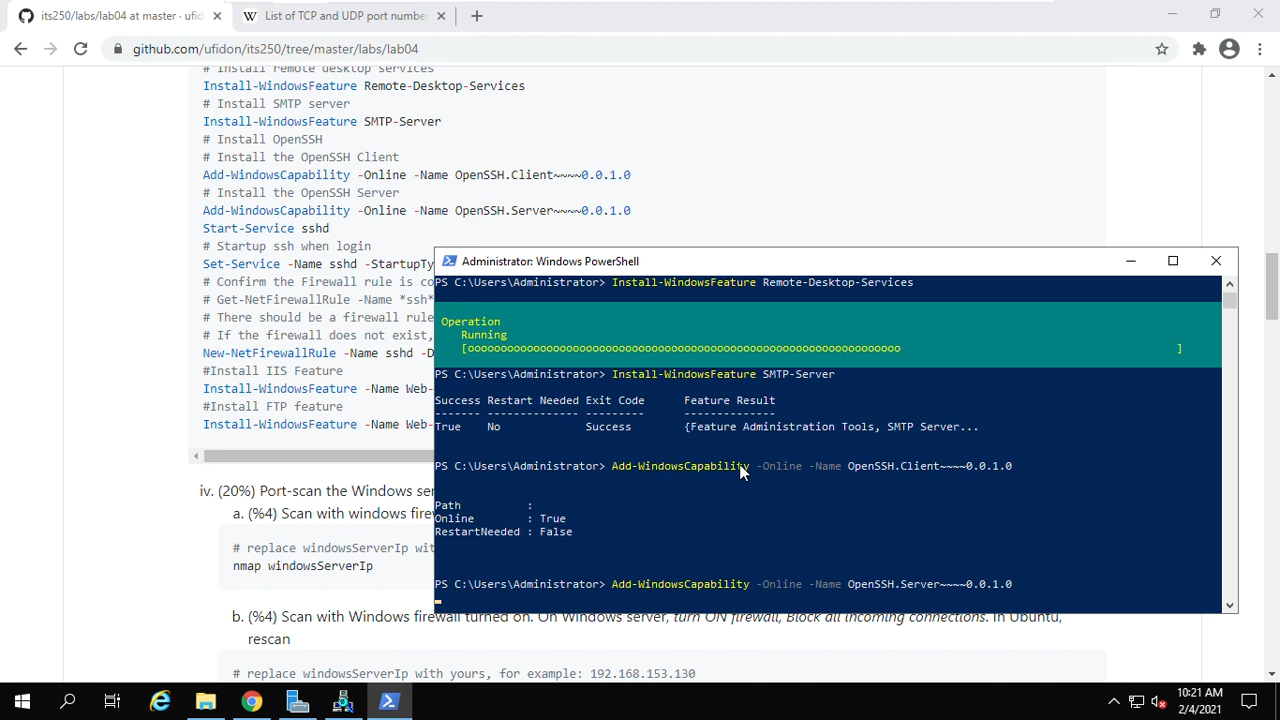 its250/labs/lab04 at master · ufid
List of TCP and UDP port number
github.com/ufidon/its250/tree/master/labs/lab04
# Install remote desktop services
Install-WindowsFeature Remote-Desktop-Services
# Install SMTP server
Install-WindowsFeature SMTP-Server
# Install OpenSSH
# Install the OpenSSH Client
Add-WindowsCapability -Online -Name OpenSSH.Client~~~~0.0.1.0
# Install the OpenSSH Server
Add-WindowsCapability -Online -Name OpenSSH.Server~~~~0.0.1.0
Start-Service sshd
# Startup ssh when login
Set-Service -Name sshd -StartupTy
# Confirm the Firewall rule is co
# Get-NetFirewallRule -Name *ssh*
# There should be a firewall rule
# If the firewall does not exist,
New-NetFirewallRule -Name sshd -D
#Install IIS Feature
Install-WindowsFeature -Name Web-
#Install FTP feature
Install-WindowsFeature -Name Web-
iv. (20%) Port-scan the Windows ser
a. (%4) Scan with windows firew
# replace windowsServerIp wit
nmap windowsServerIp
b. (%4) Scan with Windows firewall turned on. On Windows server, turn ON firewall, Block all incoming connections. In Ubuntu,
rescan
# replace windowsServerIp with yours, for example: 192.168.153.130
Administrator: Windows PowerShell
PS C:\Users\Administrator> Install-WindowsFeature Remote-Desktop-Services
Operation
Running
[oooooooooooooooooooooooooooooooooooooooooooooooooooooooooooooooooo ]
PS C:\Users\Administrator> Install-WindowsFeature SMTP-Server
Success Restart Needed Exit Code Feature Result
------- -------------- --------- --------------
True No Success {Feature Administration Tools, SMTP Server...
PS C:\Users\Administrator> Add-WindowsCapability -Online -Name OpenSSH.Client~~~~0.0.1.0
Path :
Online : True
RestartNeeded : False
PS C:\Users\Administrator> Add-WindowsCapability -Online -Name OpenSSH.Server~~~~0.0.1.0
10:21 AM
2/4/2021